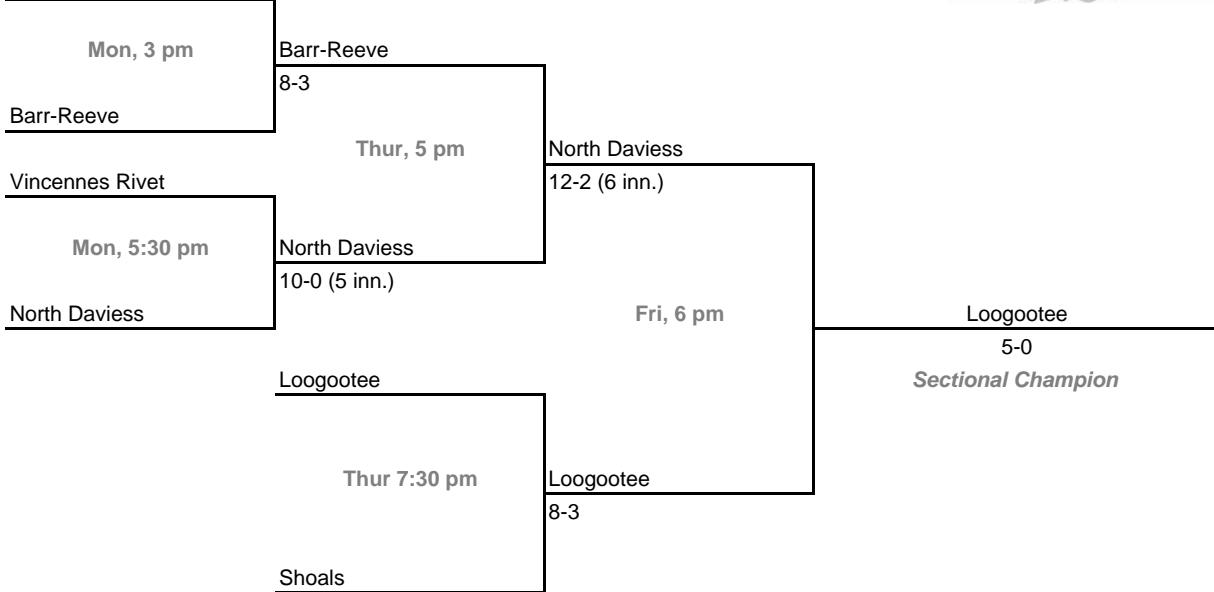 Mon, 3 pm
Barr-Reeve
8-3
Barr-Reeve
Thur, 5 pm
North Daviess
Vincennes Rivet
12-2 (6 inn.)
Mon, 5:30 pm
North Daviess
10-0 (5 inn.)
North Daviess
Fri, 6 pm
Loogootee
5-0
Loogootee
Sectional Champion
Thur 7:30 pm
Loogootee
8-3
Shoals